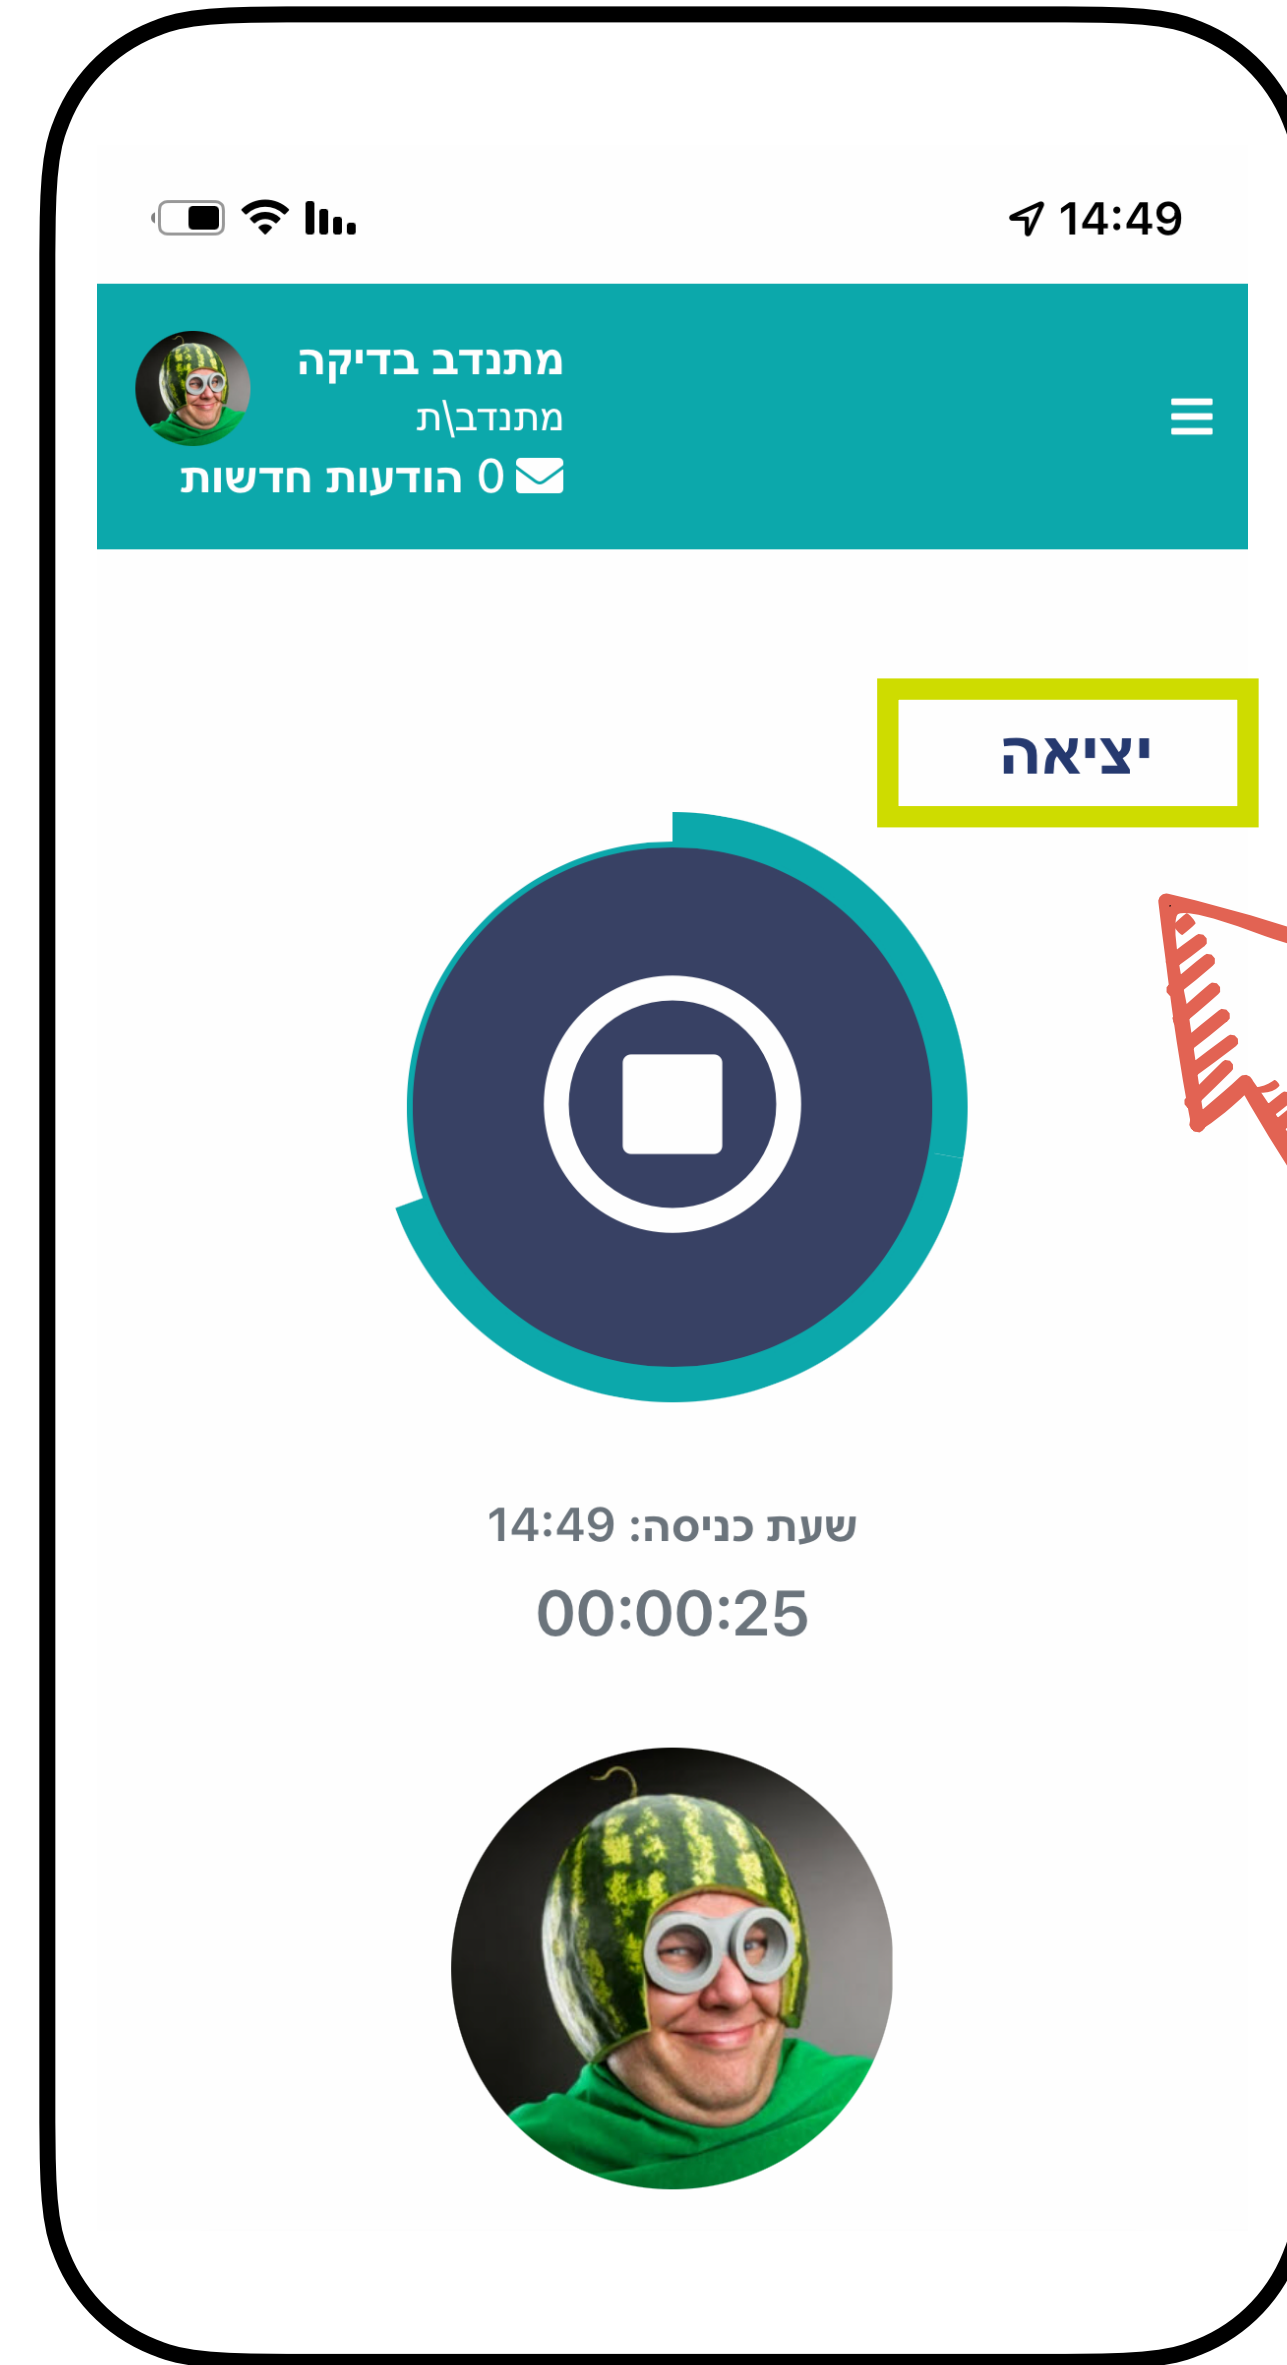 14:49
מתנדב בדיקה
מתנדב\ת
0 הודעות חדשות
יציאה
שעת כניסה: 14:49
00:00:25